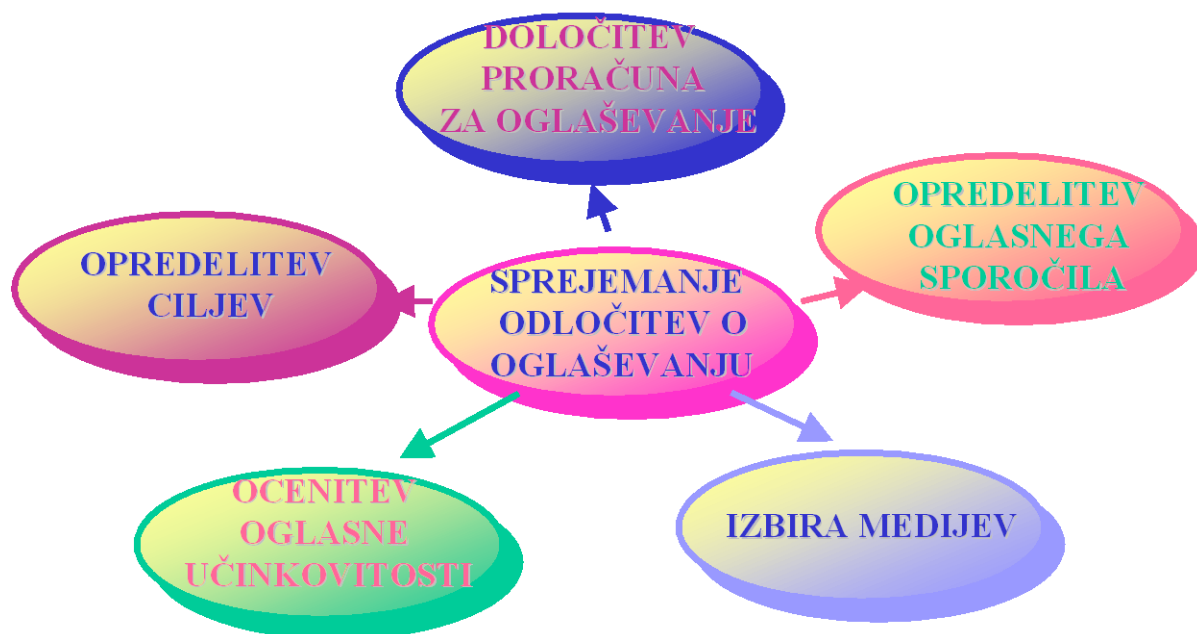 DOLOČITEV
PRORAČUNA
ZA OGLAŠEVANJE
OPREDELITEV
OGLASNEGA
SPOROČILA
OPREDELITEV
CILJEV
SPREJEMANJE
ODLOČITEV O
OGLAŠEVANJU
OCENITEV
OGLASNE
UČINKOVITOSTI
IZBIRA MEDIJEV